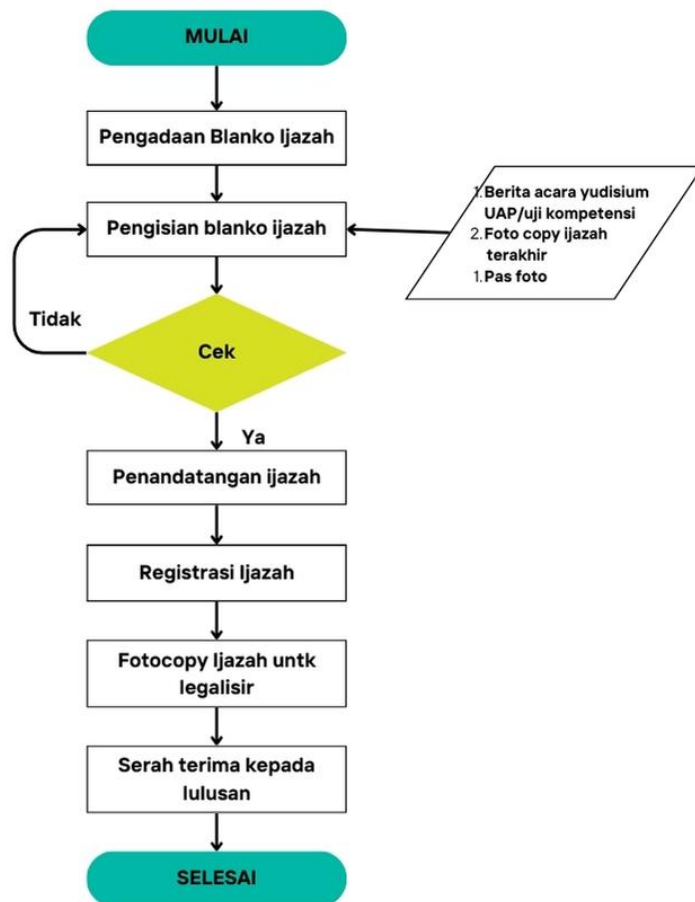 MULAI
Pengadaan Blanko Ijazah
Pengisian blanko ijazah
1. Berita acara yudisium
UAP/uji kompetensi
2. Foto copy ijazah
terakhir
1. Pas foto
Tidak
Cek
Ya
Penandatangan ijazah
Registrasi Ijazah
Fotocopy Ijazah untk
legalisir
Serah terima kepada
lulusan
SELESAI